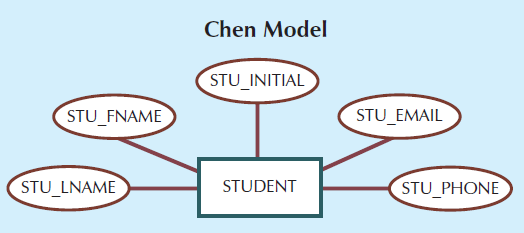 Chen Model
STU_INITIAL
STU_FNAME
STU_EMAIL
STU_LNAME
STUDENT
STU_PHONE